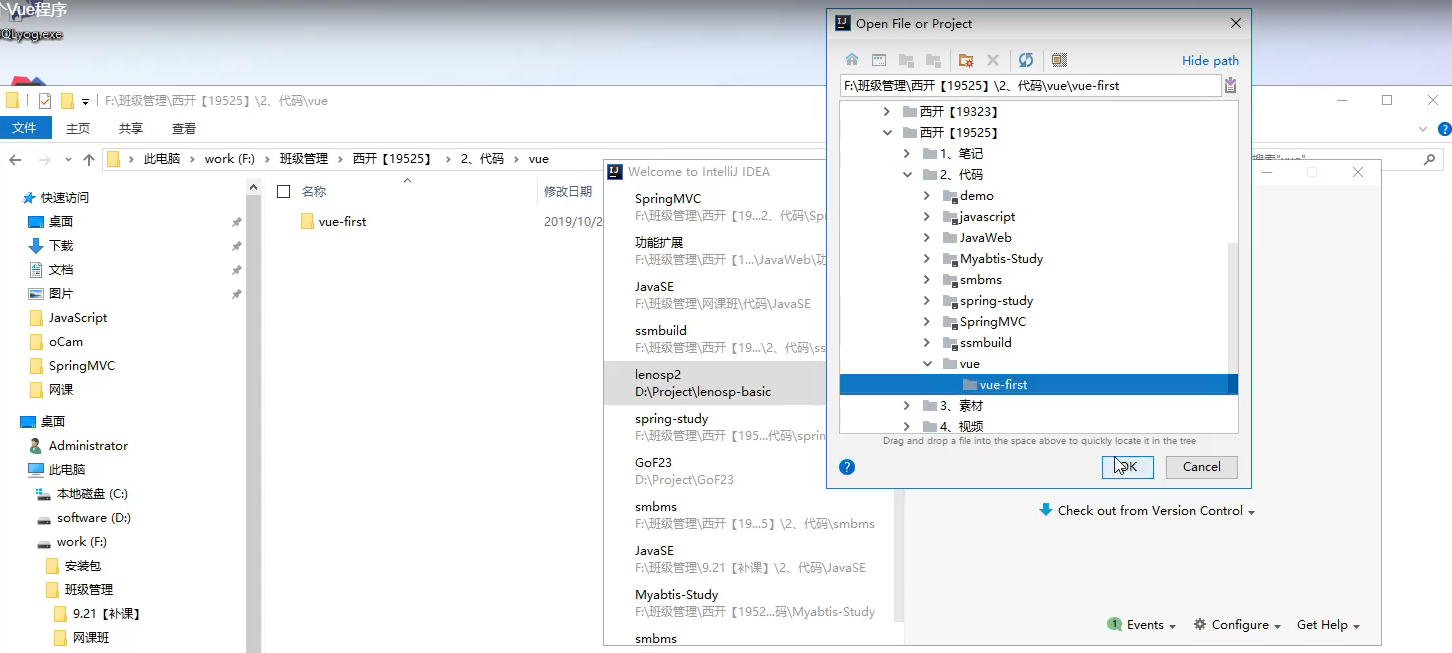 个Vue程序
QLyog.exe
F:\班级管理\西开【19525】\2、代码\vue
文件 主页 共享 查看
此电脑 › work (F:) › 班级管理 › 西开【19525】 › 2、代码 › vue
搜索"vue"
快速访问
桌面
下载
文档
图片
JavaScript
oCam
SpringMVC
网课
桌面
Administrator
此电脑
本地磁盘 (C:)
software (D:)
work (F:)
安装包
班级管理
9.21【补课】
网课班
名称 修改日期
vue-first 2019/10/2
Welcome to IntelliJ IDEA
SpringMVC
F:\班级管理\西开【19...2、代码\Spr
功能扩展
F:\班级管理\西开【1...\JavaWeb\功
JavaSE
F:\班级管理\网课班\代码\JavaSE
ssmbuild
F:\班级管理\西开【19...\2、代码\ss
lenosp2
D:\Project\lenosp-basic
spring-study
F:\班级管理\西开【195...代码\sprin
GoF23
D:\Project\GoF23
smbms
F:\班级管理\西开【19...5】\2、代码\smbms
JavaSE
F:\班级管理\9.21【补课】\2、代码\JavaSE
Myabtis-Study
F:\班级管理\西开【1952...码\Myabtis-Study
smbms
Open File or Project
Hide path
F:\班级管理\西开【19525】\2、代码\vue\vue-first
西开【19323】
西开【19525】
1、笔记
2、代码
demo
javascript
JavaWeb
Myabtis-Study
smbms
spring-study
SpringMVC
ssmbuild
vue
vue-first
3、素材
4、视频
Drag and drop a file into the space above to quickly locate it in the tree
OK Cancel
Check out from Version Control
1 Events Configure Get Help